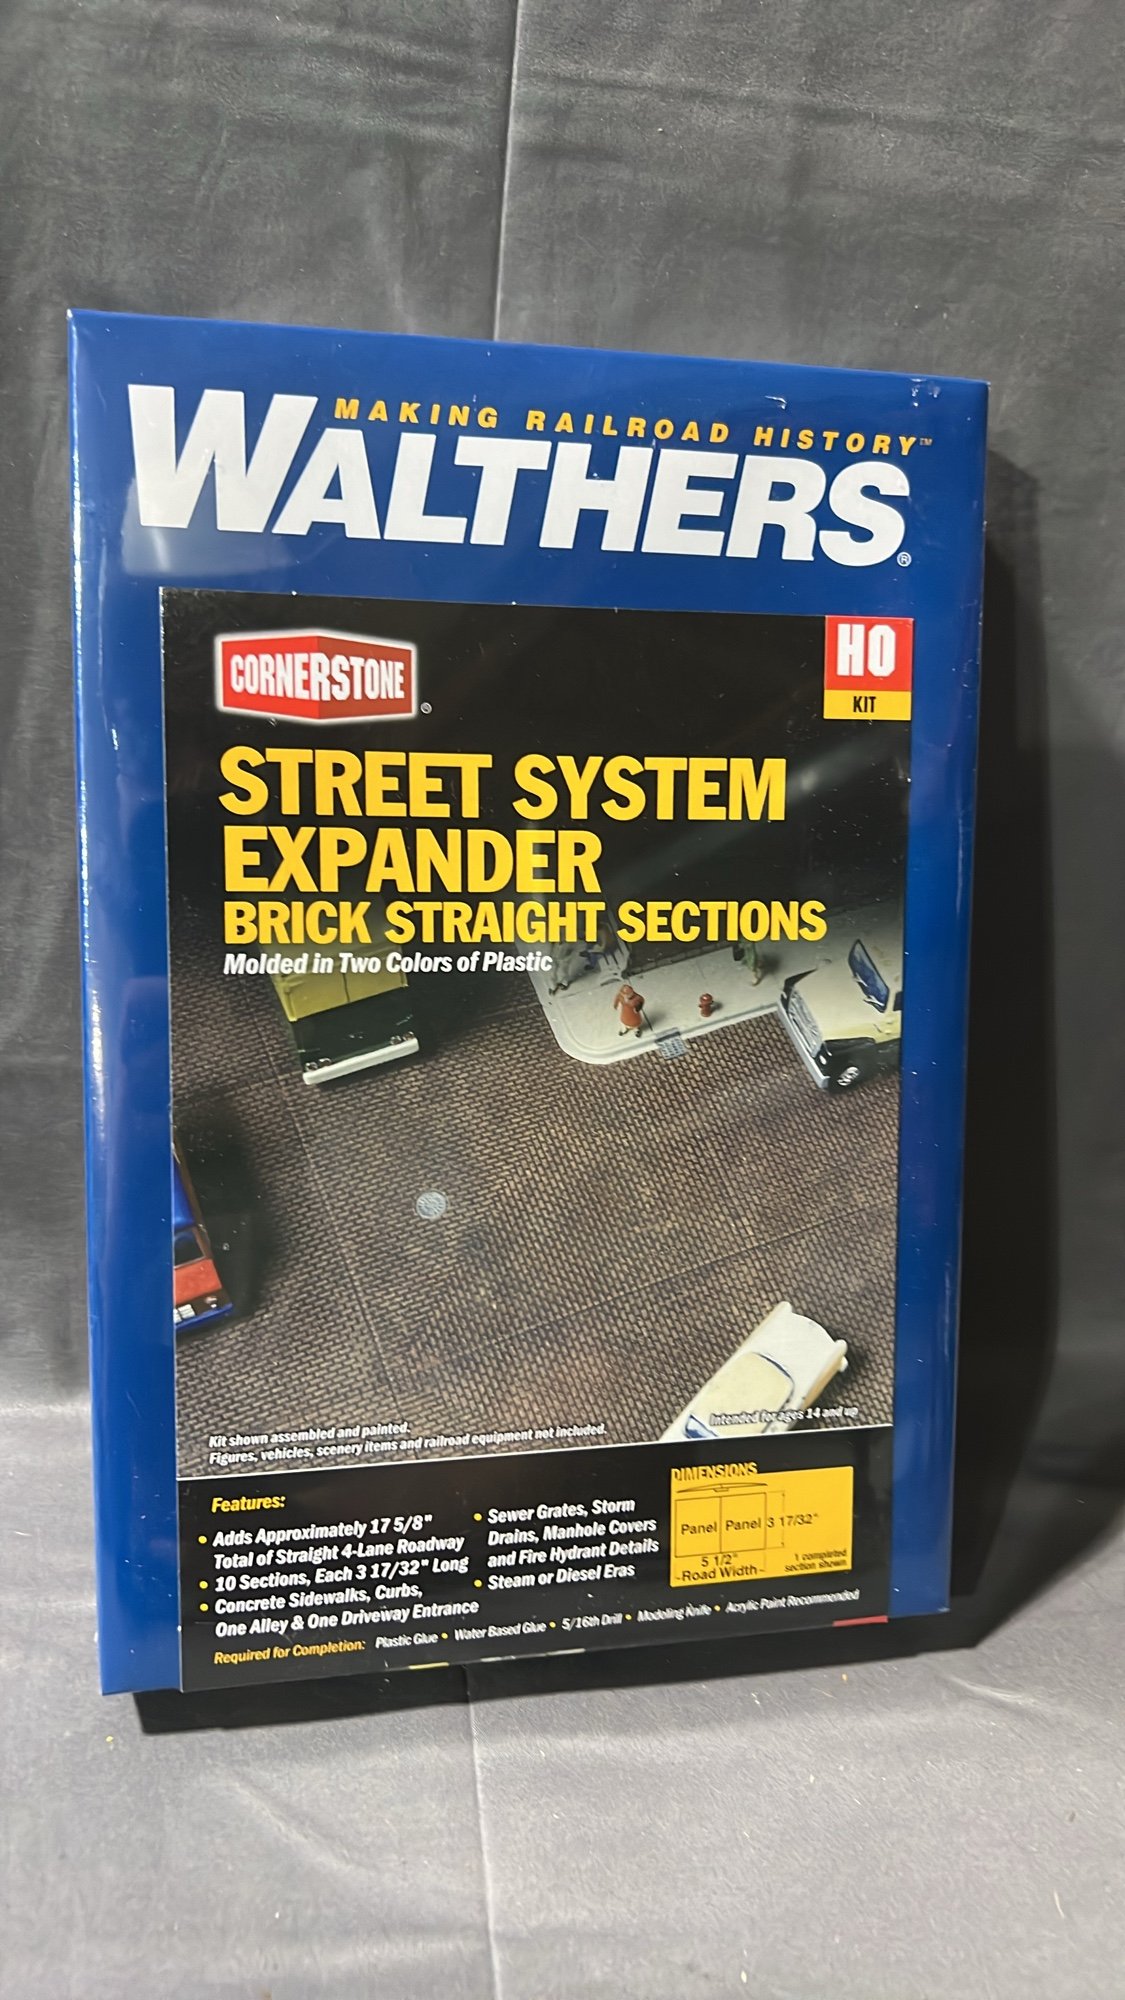 MAKING RAILROAD HISTORY™
WALTHERS®
CORNERSTONE®
HO
KIT
STREET SYSTEM
EXPANDER
BRICK STRAIGHT SECTIONS
Molded in Two Colors of Plastic
Intended for ages 14 and up
Kit shown assembled and painted.
Figures, vehicles, scenery items and railroad equipment not included.
Features:
• Adds Approximately 17 5/8"
Total of Straight 4-Lane Roadway
• 10 Sections, Each 3 17/32" Long
• Concrete Sidewalks, Curbs,
One Alley & One Driveway Entrance
• Sewer Grates, Storm
Drains, Manhole Covers
and Fire Hydrant Details
• Steam or Diesel Eras
DIMENSIONS
Panel Panel 3 17/32"
5 1/2"
-Road Width-
1 completed
section shown
Required for Completion: Plastic Glue • Water Based Glue • 5/16th Drill • Modeling Knife • Acrylic Paint Recommended